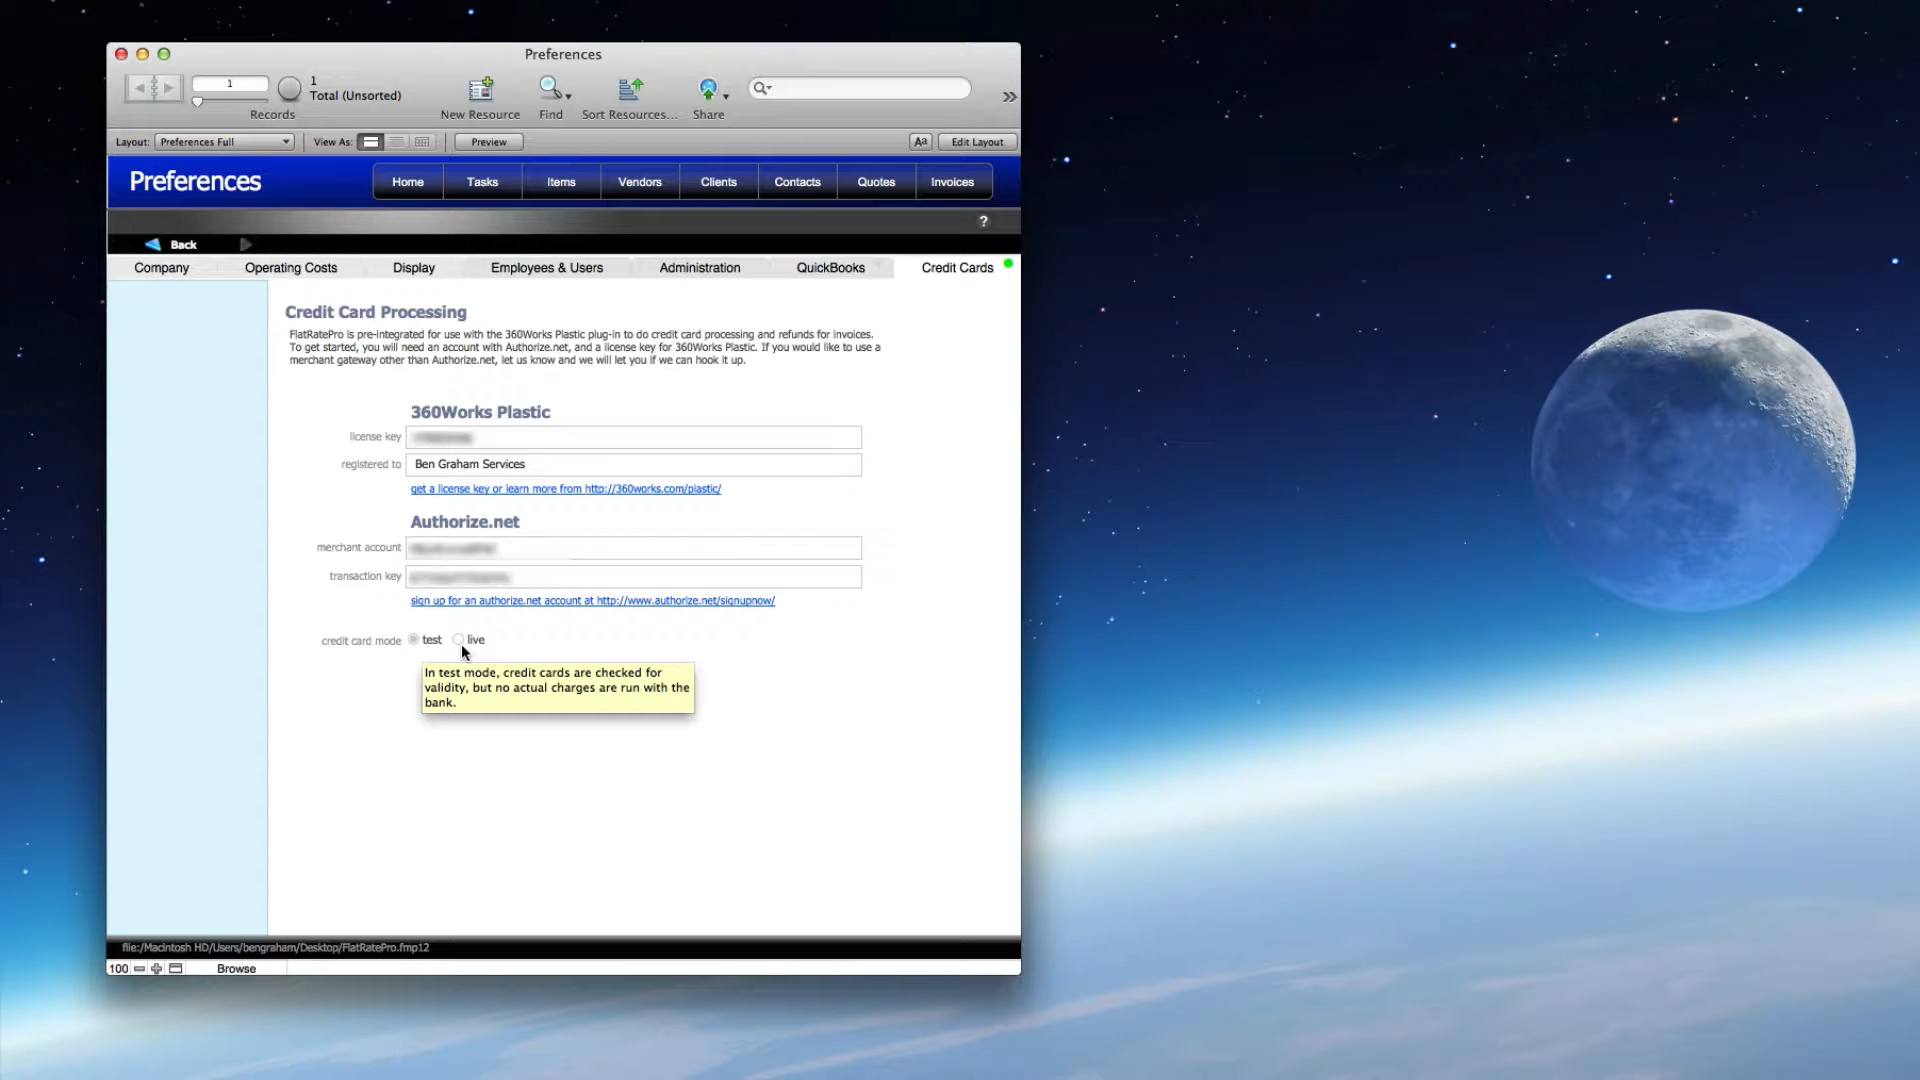 Preferences
1
1
Total (Unsorted)
Records
New Resource
Find
Sort Resources...
Share
Layout: Preferences Full
View As:
Preview
Aa
Edit Layout
Preferences
Home
Tasks
Items
Vendors
Clients
Contacts
Quotes
Invoices
?
Back
Company
Operating Costs
Display
Employees & Users
Administration
QuickBooks
Credit Cards
Credit Card Processing
FlatRatePro is pre-integrated for use with the 360Works Plastic plug-in to do credit card processing and refunds for invoices.
To get started, you will need an account with Authorize.net, and a license key for 360Works Plastic. If you would like to use a
merchant gateway other than Authorize.net, let us know and we will let you if we can hook it up.
360Works Plastic
license key
registered to Ben Graham Services
get a license key or learn more from http://360works.com/plastic/
Authorize.net
merchant account
transaction key
sign up for an authorize.net account at http://www.authorize.net/signupnow/
credit card mode test live
In test mode, credit cards are checked for
validity, but no actual charges are run with the
bank.
file:/Macintosh HD/Users/bengraham/Desktop/FlatRatePro.fmp12
100
Browse